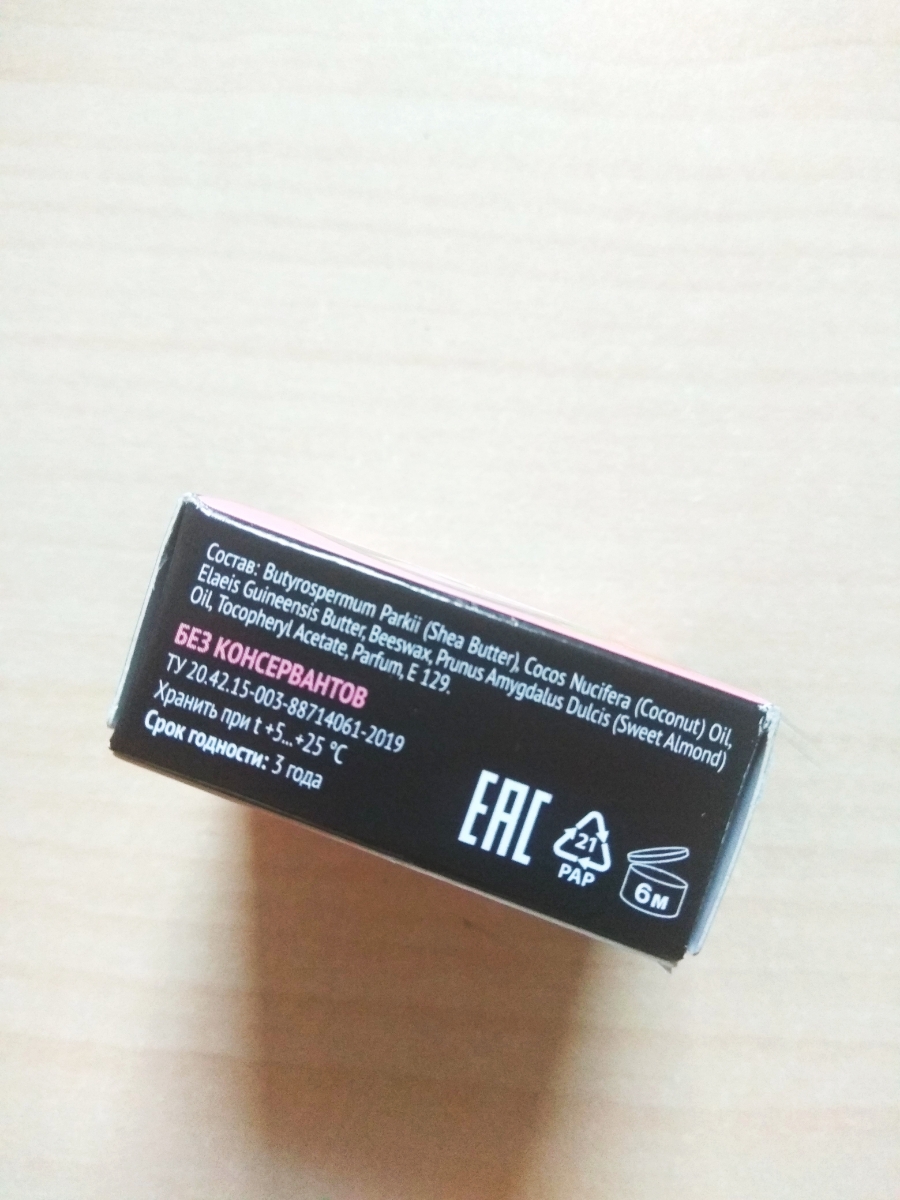 Состав: Butyrospermum Parkii (Shea Butter), Cocos Nucifera (Coconut) Oil,
Elaeis Guineensis Butter, Beeswax, Prunus Amygdalus Dulcis (Sweet Almond)
Oil, Tocopheryl Acetate, Parfum, E 129.
БЕЗ КОНСЕРВАНТОВ
ТУ 20.42.15-003-88714061-2019
Хранить при t +5...+25 °C
Срок годности: 3 года
EAC
21
PAP
6м